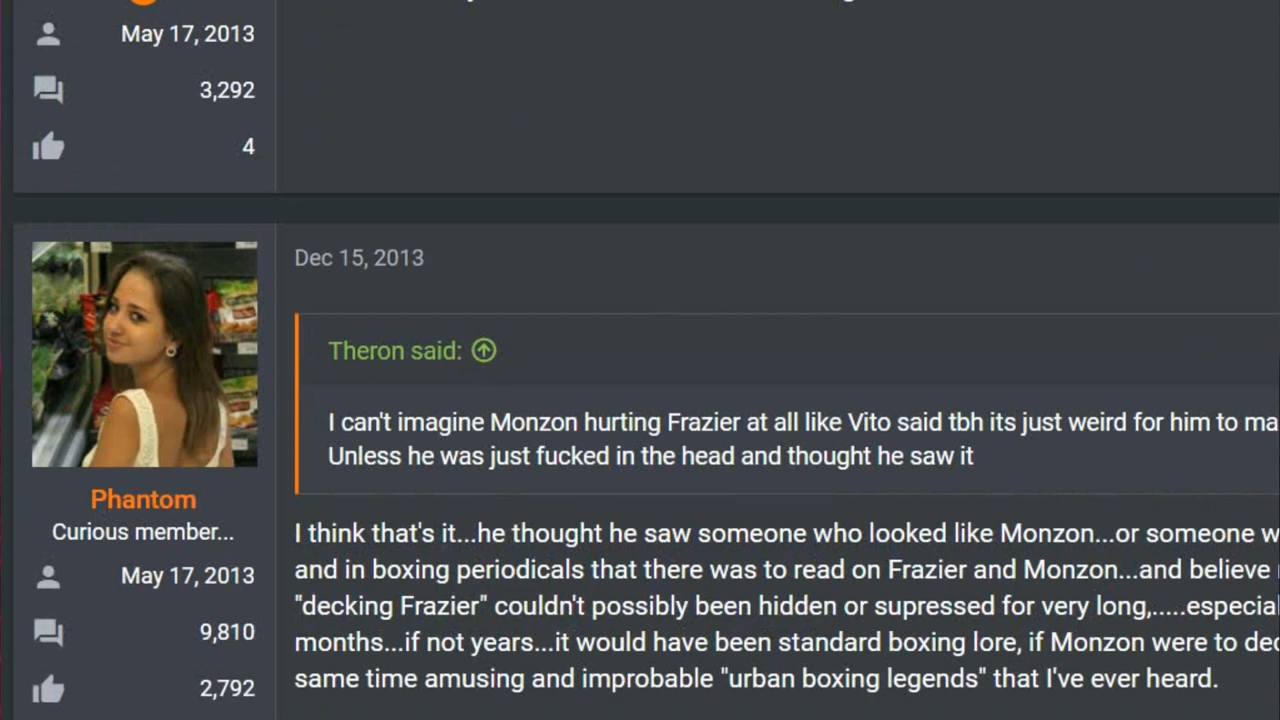 May 17, 2013
3,292
4
Dec 15, 2013
Theron said:
I can't imagine Monzon hurting Frazier at all like Vito said tbh its just weird for him to ma
Unless he was just fucked in the head and thought he saw it
Phantom
Curious member...
May 17, 2013
9,810
2,792
I think that's it...he thought he saw someone who looked like Monzon...or someone w
and in boxing periodicals that there was to read on Frazier and Monzon...and believe
"decking Frazier" couldn't possibly been hidden or supressed for very long,.....especial
months...if not years...it would have been standard boxing lore, if Monzon were to dec
same time amusing and improbable "urban boxing legends" that I've ever heard.